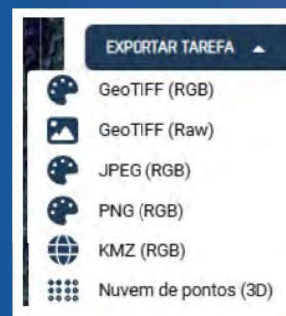 EXPORTAR TAREFA
GeoTIFF (RGB)
GeoTIFF (Raw)
JPEG (RGB)
PNG (RGB)
KMZ (RGB)
Nuvem de pontos (3D)